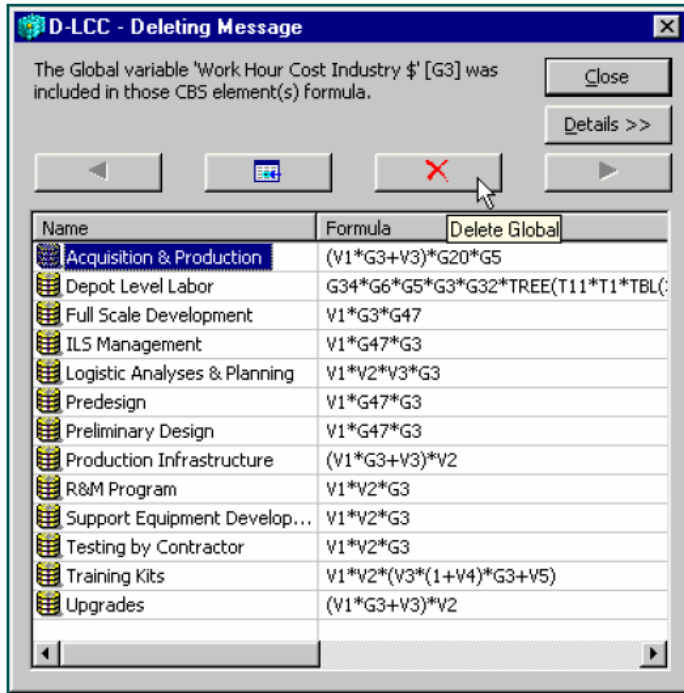 D-LCC - Deleting Message
The Global variable 'Work Hour Cost Industry $' [G3] was
included in those CBS element(s) formula.
Close
Details >>
Name Formula
Delete Global
Acquisition & Production (V1*G3+V3)*G20*G5
Depot Level Labor G34*G6*G5*G3*G32*TREE(T11*T1*TBL(
Full Scale Development V1*G3*G47
ILS Management V1*G47*G3
Logistic Analyses & Planning V1*V2*V3*G3
Predesign V1*G47*G3
Preliminary Design V1*G47*G3
Production Infrastructure (V1*G3+V3)*V2
R&M Program V1*V2*G3
Support Equipment Develop... V1*V2*G3
Testing by Contractor V1*V2*G3
Training Kits V1*V2*(V3*(1+V4)*G3+V5)
Upgrades (V1*G3+V3)*V2